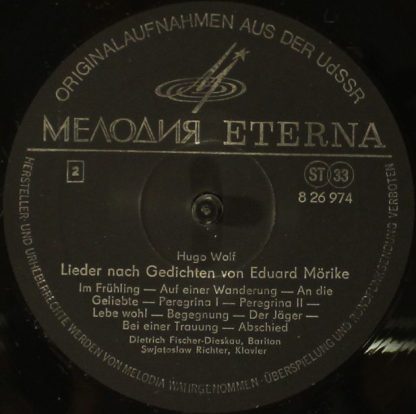 ORIGINALAUFNAHMEN AUS DER UdSSR
МЕЛОДИЯ ETERNA
2
ST 33
8 26 974
Hugo Wolf
Lieder nach Gedichten von Eduard Mörike
Im Frühling — Auf einer Wanderung — An die
Geliebte — Peregrina I — Peregrina II —
Lebe wohl — Begegnung — Der Jäger —
Bei einer Trauung — Abschied
Dietrich Fischer-Dieskau, Bariton
Swjatoslaw Richter, Klavier
HERSTELLER- UND URHEBERRECHTE WERDEN VON MELODIA WAHRGENOMMEN · ÜBERSPIELUNG UND RUNDFUNKSENDUNG VERBOTEN